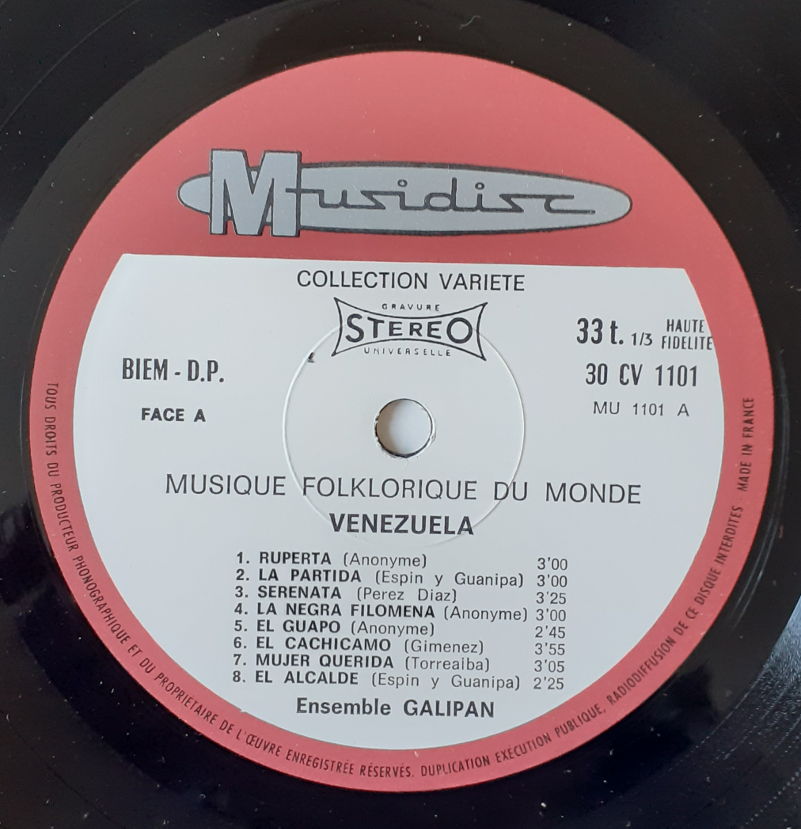 Musidisc
COLLECTION VARIETE
GRAVURE
STEREO
UNIVERSELLE
33 t. 1/3 HAUTE FIDELITE
BIEM - D.P.
30 CV 1101
FACE A
MU 1101 A
MUSIQUE FOLKLORIQUE DU MONDE
VENEZUELA
1. RUPERTA (Anonyme) 3'00
2. LA PARTIDA (Espin y Guanipa) 3'00
3. SERENATA (Perez Diaz) 3'25
4. LA NEGRA FILOMENA (Anonyme) 3'00
5. EL GUAPO (Anonyme) 2'45
6. EL CACHICAMO (Gimenez) 3'55
7. MUJER QUERIDA (Torreaiba) 3'05
8. EL ALCALDE (Espin y Guanipa) 2'25
Ensemble GALIPAN
TOUS DROITS DU PRODUCTEUR PHONOGRAPHIQUE ET DU PROPRIETAIRE DE L'ŒUVRE ENREGISTRÉE RÉSERVÉS. DUPLICATION EXECUTION PUBLIQUE, RADIODIFFUSION DE CE DISQUE INTERDITES MADE IN FRANCE